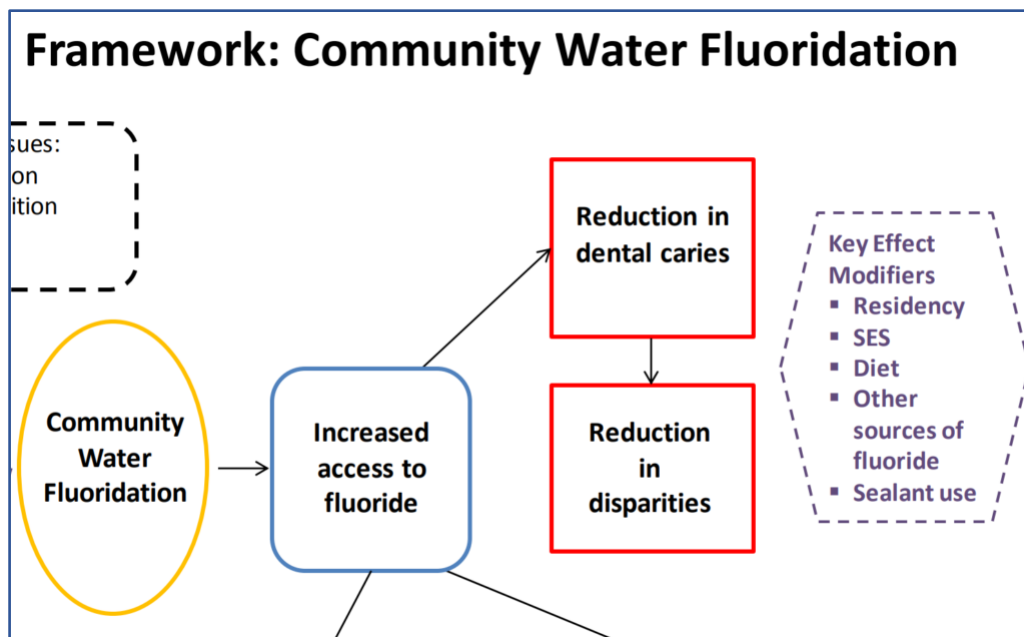 Framework: Community Water Fluoridation
sues:
on
ition
Community
Water
Fluoridation
Increased
access to
fluoride
Reduction in
dental caries
Reduction
in
disparities
Key Effect
Modifiers
▪ Residency
▪ SES
▪ Diet
▪ Other
sources of
fluoride
▪ Sealant use